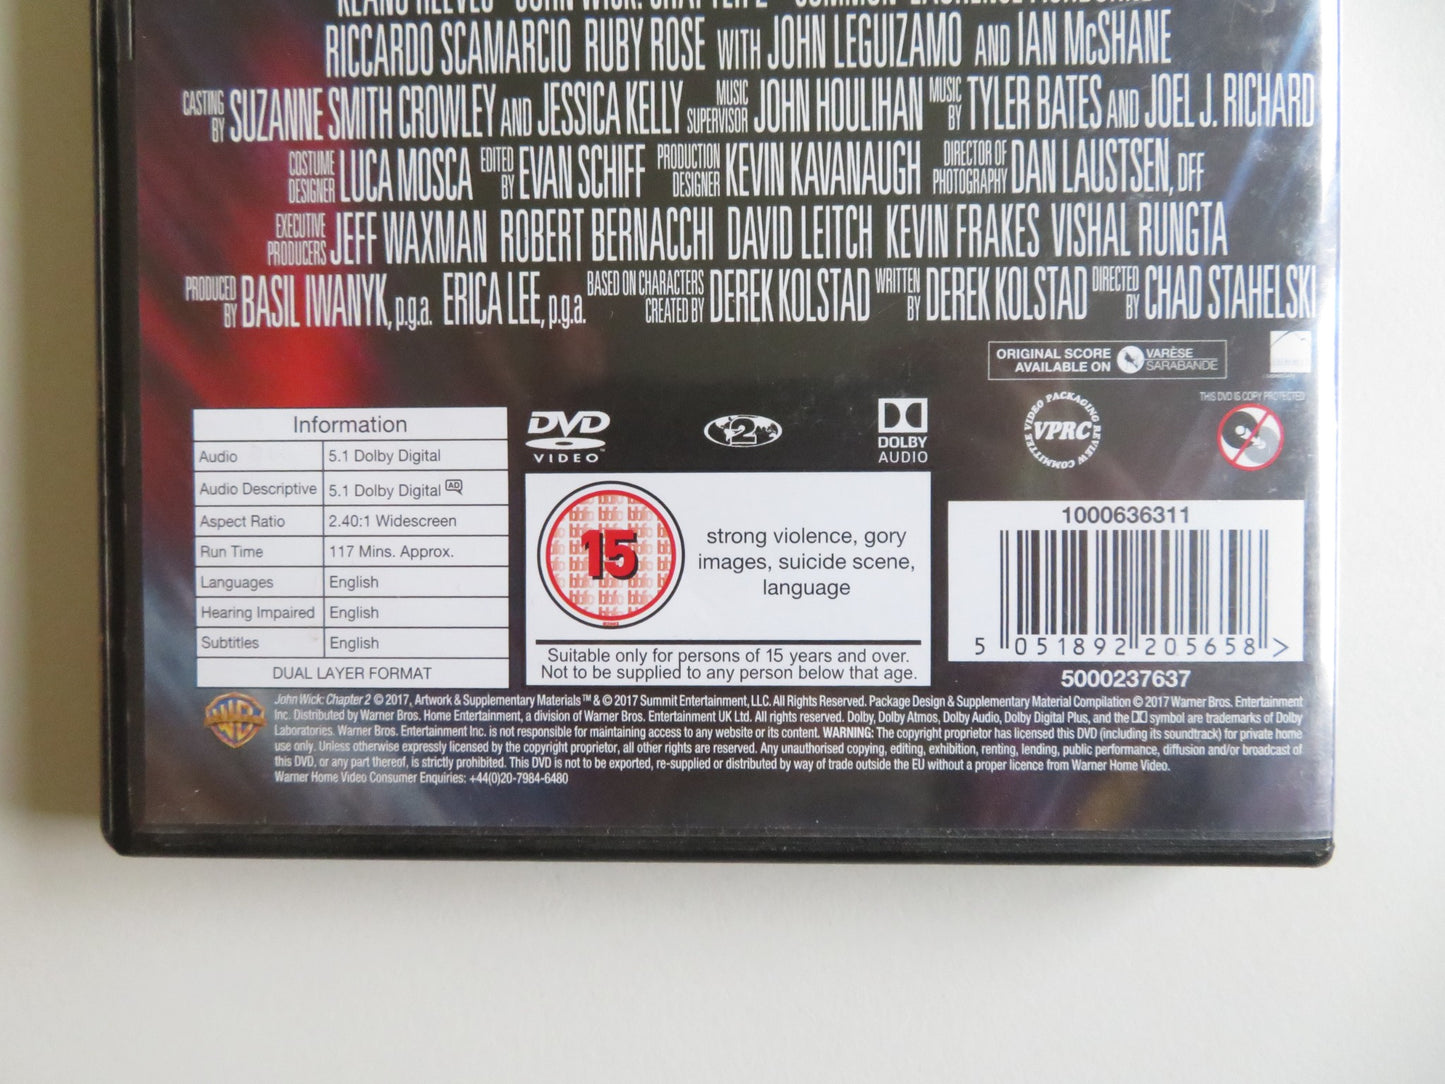 KEANU REEVES "JOHN WICK: CHAPTER 2" COMMON LAURENCE FISHBURNE
RICCARDO SCAMARCIO RUBY ROSE WITH JOHN LEGUIZAMO AND IAN McSHANE
CASTING BY SUZANNE SMITH CROWLEY AND JESSICA KELLY MUSIC SUPERVISOR JOHN HOULIHAN MUSIC BY TYLER BATES AND JOEL J. RICHARD
COSTUME DESIGNER LUCA MOSCA EDITED BY EVAN SCHIFF PRODUCTION DESIGNER KEVIN KAVANAUGH DIRECTOR OF PHOTOGRAPHY DAN LAUSTSEN, DFF
EXECUTIVE PRODUCERS JEFF WAXMAN ROBERT BERNACCHI DAVID LEITCH KEVIN FRAKES VISHAL RUNGTA
PRODUCED BY BASIL IWANYK, p.g.a. ERICA LEE, p.g.a. BASED ON CHARACTERS CREATED BY DEREK KOLSTAD WRITTEN BY DEREK KOLSTAD DIRECTED BY CHAD STAHELSKI
ORIGINAL SCORE AVAILABLE ON VARÈSE SARABANDE
THIS DVD IS COPY PROTECTED
DVD VIDEO
2
DOLBY AUDIO
VIDEO PACKAGING REVIEW COMMITTEE
VPRC
Information
Audio 5.1 Dolby Digital
Audio Descriptive 5.1 Dolby Digital AD
Aspect Ratio 2.40:1 Widescreen
Run Time 117 Mins. Approx.
Languages English
Hearing Impaired English
Subtitles English
DUAL LAYER FORMAT
15
strong violence, gory
images, suicide scene,
language
Suitable only for persons of 15 years and over.
Not to be supplied to any person below that age.
1000636311
5 051892 205658 >
5000237637
WB
John Wick: Chapter 2 © 2017, Artwork & Supplementary Materials ™ & © 2017 Summit Entertainment, LLC. All Rights Reserved. Package Design & Supplementary Material Compilation © 2017 Warner Bros. Entertainment
Inc. Distributed by Warner Bros. Home Entertainment, a division of Warner Bros. Entertainment UK Ltd. All rights reserved. Dolby, Dolby Atmos, Dolby Audio, Dolby Digital Plus, and the DD symbol are trademarks of Dolby
Laboratories. Warner Bros. Entertainment Inc. is not responsible for maintaining access to any website or its content. WARNING: The copyright proprietor has licensed this DVD (including its soundtrack) for private home
use only. Unless otherwise expressly licensed by the copyright proprietor, all other rights are reserved. Any unauthorised copying, editing, exhibition, renting, lending, public performance, diffusion and/or broadcast of
this DVD, or any part thereof, is strictly prohibited. This DVD is not to be exported, re-supplied or distributed by way of trade outside the EU without a proper licence from Warner Home Video.
Warner Home Video Consumer Enquiries: +44(0)20-7984-6480